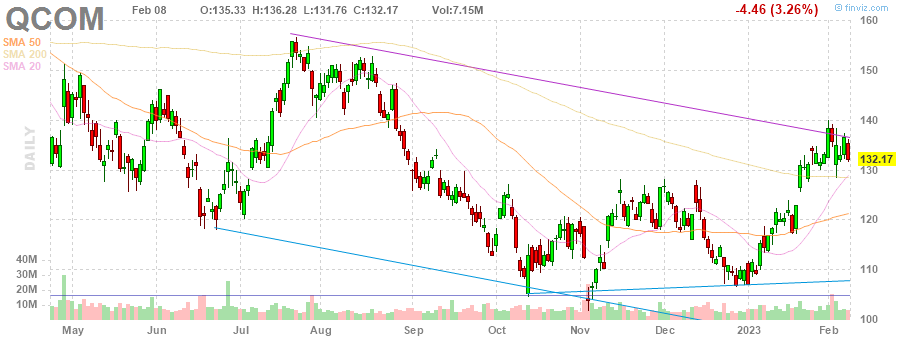 QCOM Feb 08 O:135.33 H:136.28 L:131.76 C:132.17 Vol:7.15M -4.46 (3.26%) finviz.com
SMA 50
SMA 200
SMA 20
DAILY
160
150
140
132.17
130
120
110
100
40M
30M
20M
10M
May Jun Jul Aug Sep Oct Nov Dec 2023 Feb